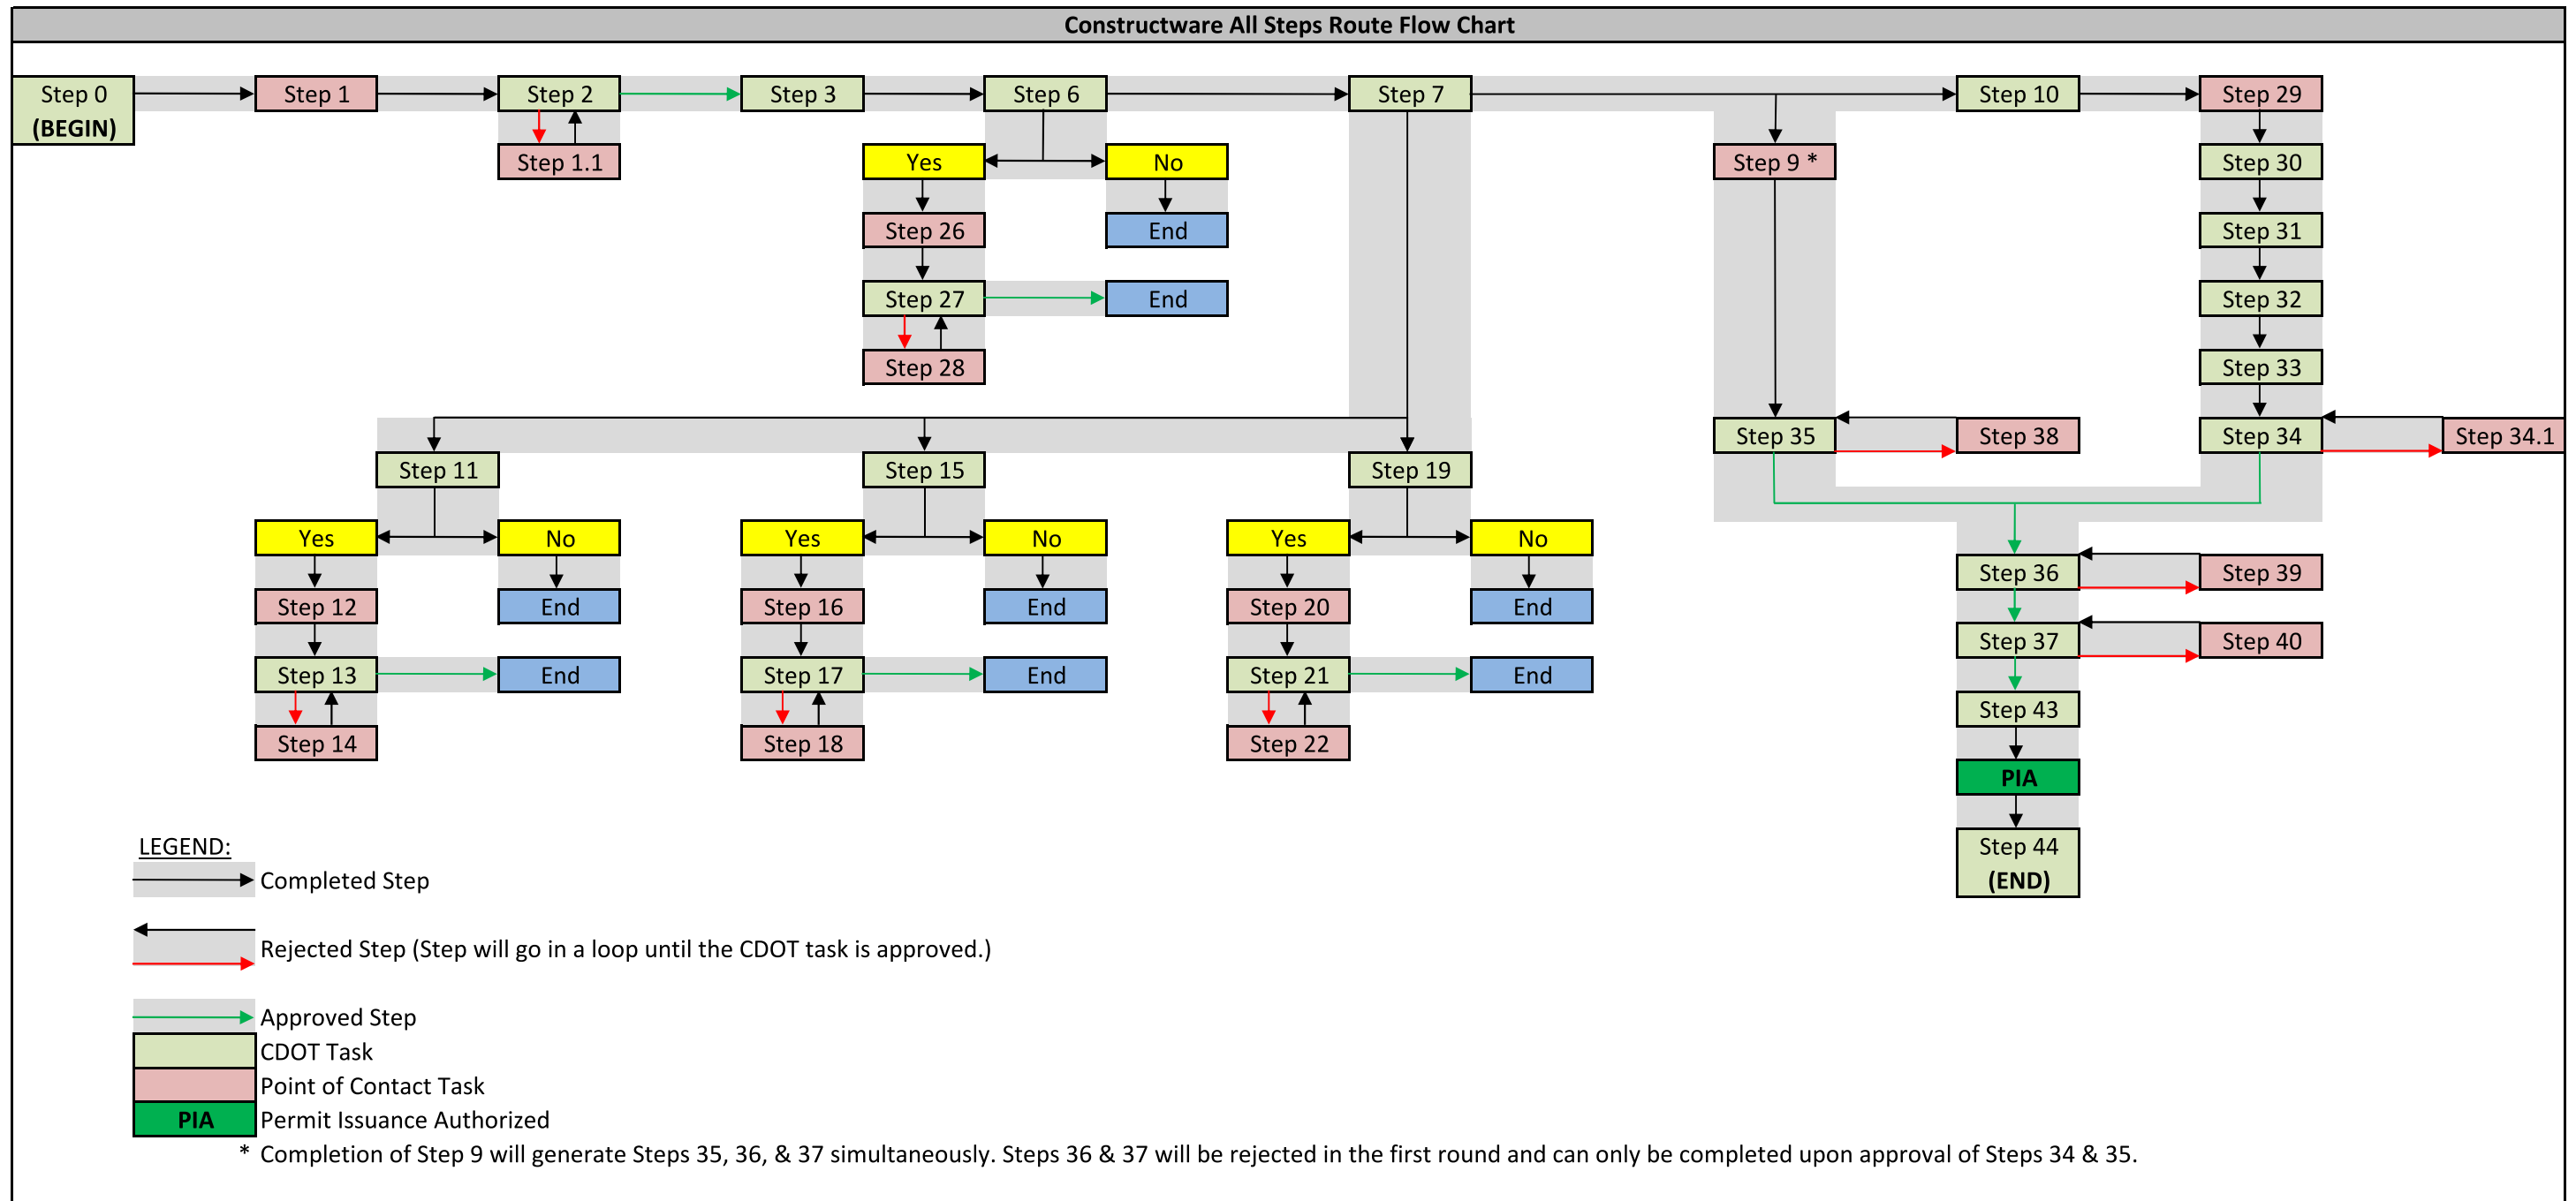 Constructware All Steps Route Flow Chart
Step 0
(BEGIN)
Step 1
Step 2
Step 3
Step 6
Step 7
Step 10
Step 29
Step 1.1
Yes
No
Step 9 *
Step 30
Step 26
End
Step 31
Step 27
End
Step 32
Step 28
Step 33
Step 35
Step 38
Step 34
Step 34.1
Step 11
Step 15
Step 19
Yes
No
Yes
No
Yes
No
Step 36
Step 39
Step 12
End
Step 16
End
Step 20
End
Step 37
Step 40
Step 13
End
Step 17
End
Step 21
End
Step 43
Step 14
Step 18
Step 22
PIA
Step 44
(END)
LEGEND:
Completed Step
Rejected Step (Step will go in a loop until the CDOT task is approved.)
Approved Step
CDOT Task
Point of Contact Task
PIA Permit Issuance Authorized
* Completion of Step 9 will generate Steps 35, 36, & 37 simultaneously. Steps 36 & 37 will be rejected in the first round and can only be completed upon approval of Steps 34 & 35.